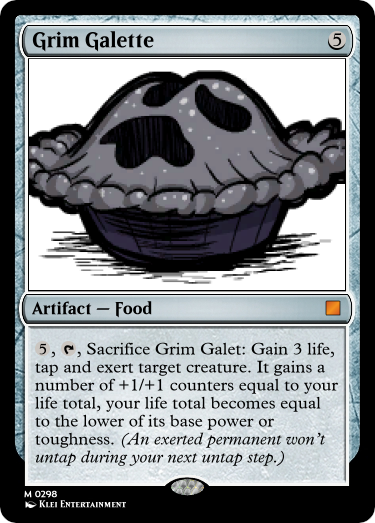 Grim Galette 5
Artifact — Food
5, , Sacrifice Grim Galet: Gain 3 life,
tap and exert target creature. It gains a
number of +1/+1 counters equal to your
life total, your life total becomes equal
to the lower of its base power or
toughness. (An exerted permanent won't
untap during your next untap step.)
M 0298
Klei Entertainment